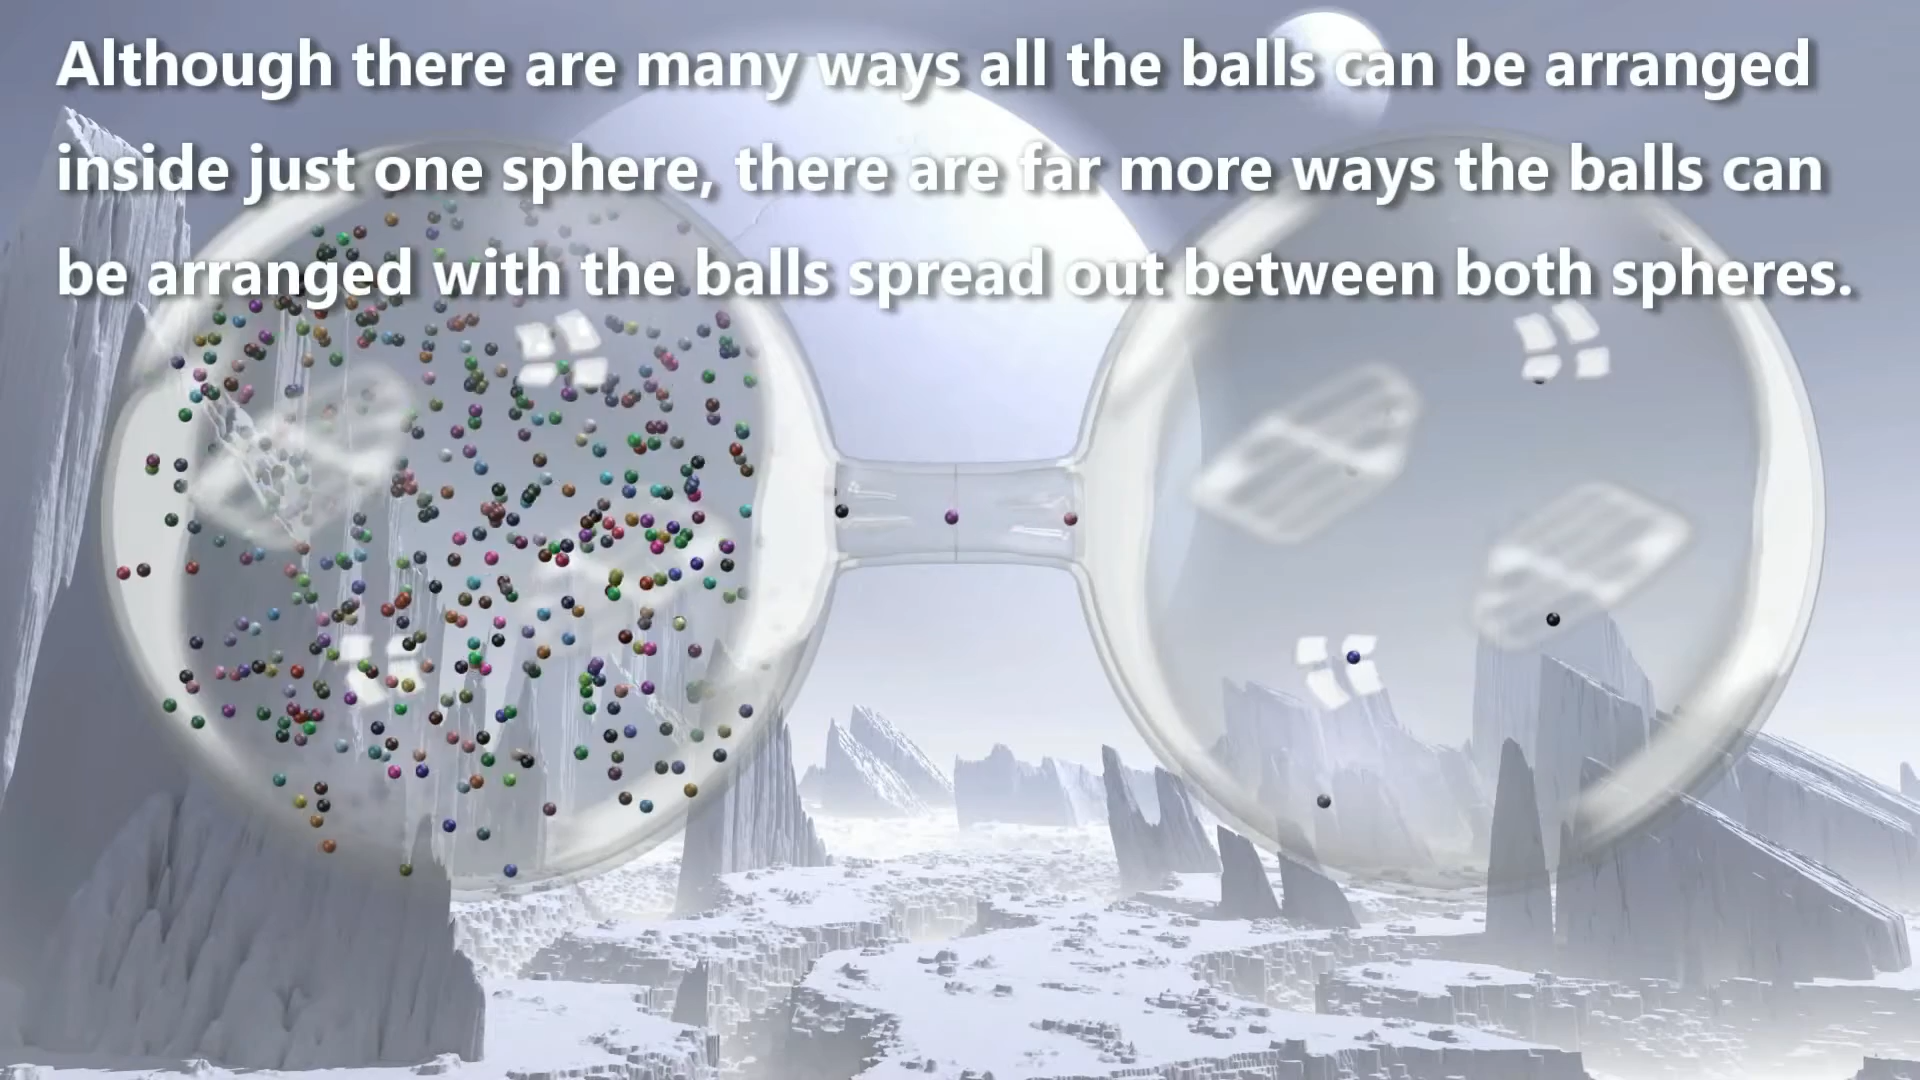 Although there are many ways all the balls can be arranged
inside just one sphere, there are far more ways the balls can
be arranged with the balls spread out between both spheres.